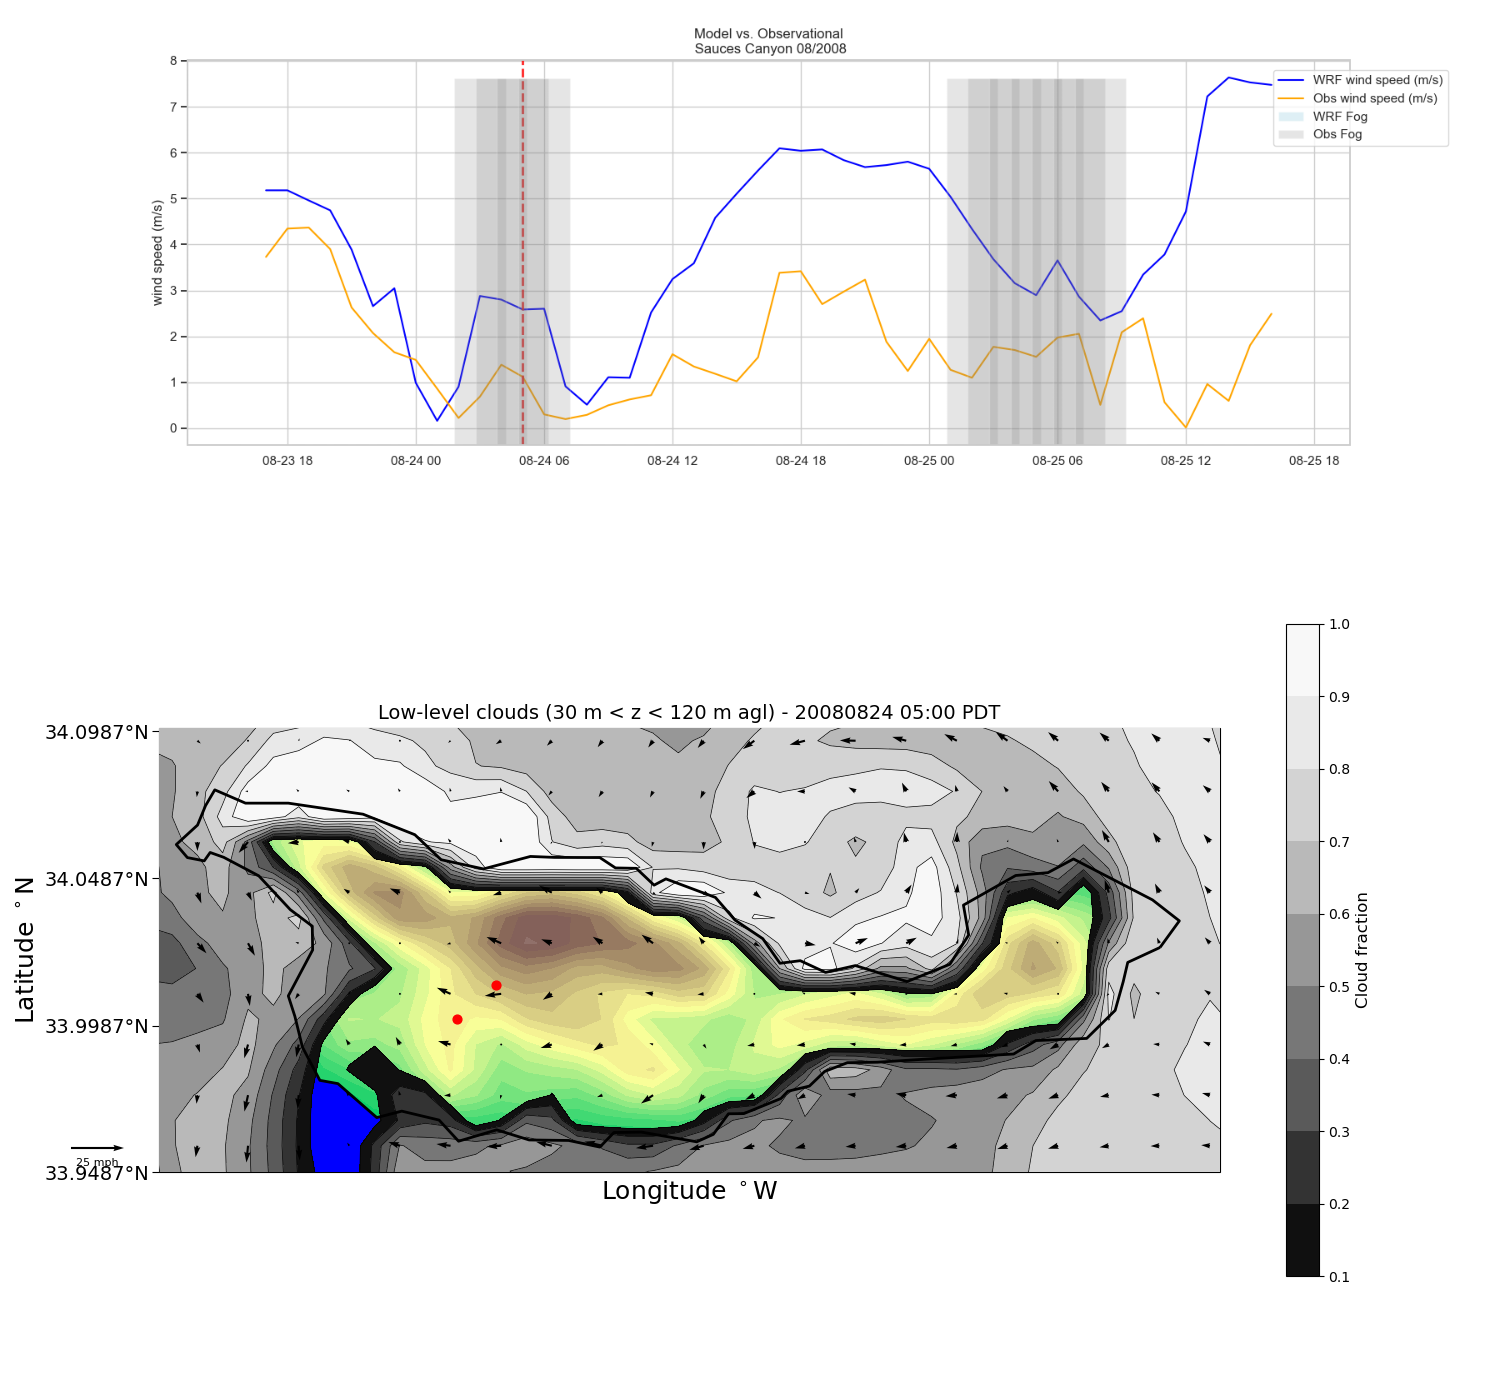 Model vs. Observational
Sauces Canyon 08/2008
8
7
6
5
4
3
2
1
0
wind speed (m/s)
WRF wind speed (m/s)
Obs wind speed (m/s)
WRF Fog
Obs Fog
08-23 18
08-24 00
08-24 06
08-24 12
08-24 18
08-25 00
08-25 06
08-25 12
08-25 18
Low-level clouds (30 m < z < 120 m agl) - 20080824 05:00 PDT
34.0987°N
34.0487°N
33.9987°N
33.9487°N
Latitude °N
25 mph
Longitude °W
1.0
0.9
0.8
0.7
0.6
0.5
0.4
0.3
0.2
0.1
Cloud fraction